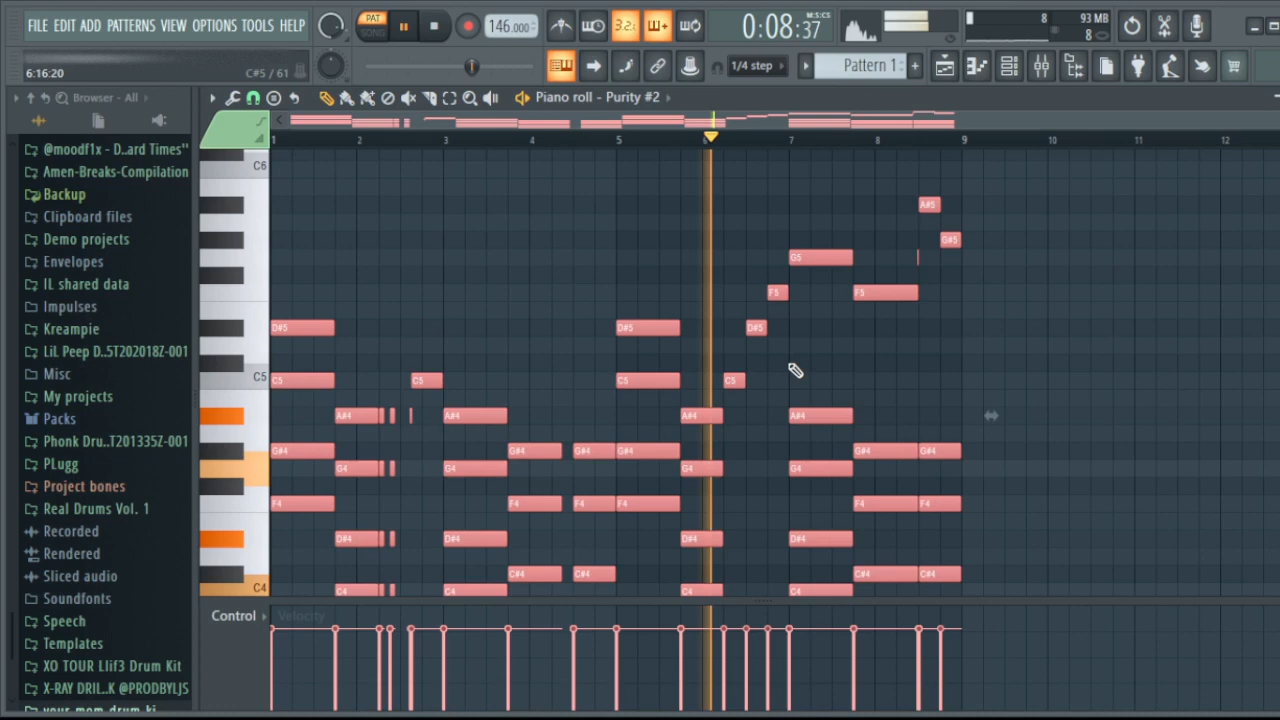 FILE EDIT ADD PATTERNS VIEW OPTIONS TOOLS HELP
PAT
SONG
146.000
3.2.
0:08:37
M:S:CS
8
93 MB
8
6:16:20
C#5 / 61
1/4 step
Pattern 1
+
Browser - All
Piano roll - Purity #2
1 2 3 4 5 6 7 8 9 10 11 12
@moodf1x - D..ard Times"
Amen-Breaks-Compilation
Backup
Clipboard files
Demo projects
Envelopes
IL shared data
Impulses
Kreampie
LiL Peep D..5T202018Z-001
Misc
My projects
Packs
Phonk Dru..T201335Z-001
PLugg
Project bones
Real Drums Vol. 1
Recorded
Rendered
Sliced audio
Soundfonts
Speech
Templates
XO TOUR Llif3 Drum Kit
X-RAY DRIL..K @PRODBYLJS
your mom drum ki
C6
A#5
G#5
G5
F5 F5
D#5 D#5 D#5
C5 C5 C5 C5 C5
A#4 A#4 A#4 A#4
G#4 G#4 G#4 G#4 G#4 G#4
G4 G4 G4 G4
F4 F4 F4 F4 F4 F4
D#4 D#4 D#4 D#4
C#4 C#4 C#4 C#4
C4 C4 C4 C4 C4
Control
Velocity